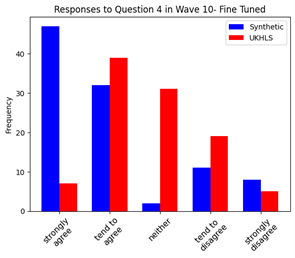 Responses to Question 4 in Wave 10- Fine Tuned
Synthetic
UKHLS
Frequency
40
30
20
10
0
strongly
agree
tend to
agree
neither
tend to
disagree
strongly
disagree